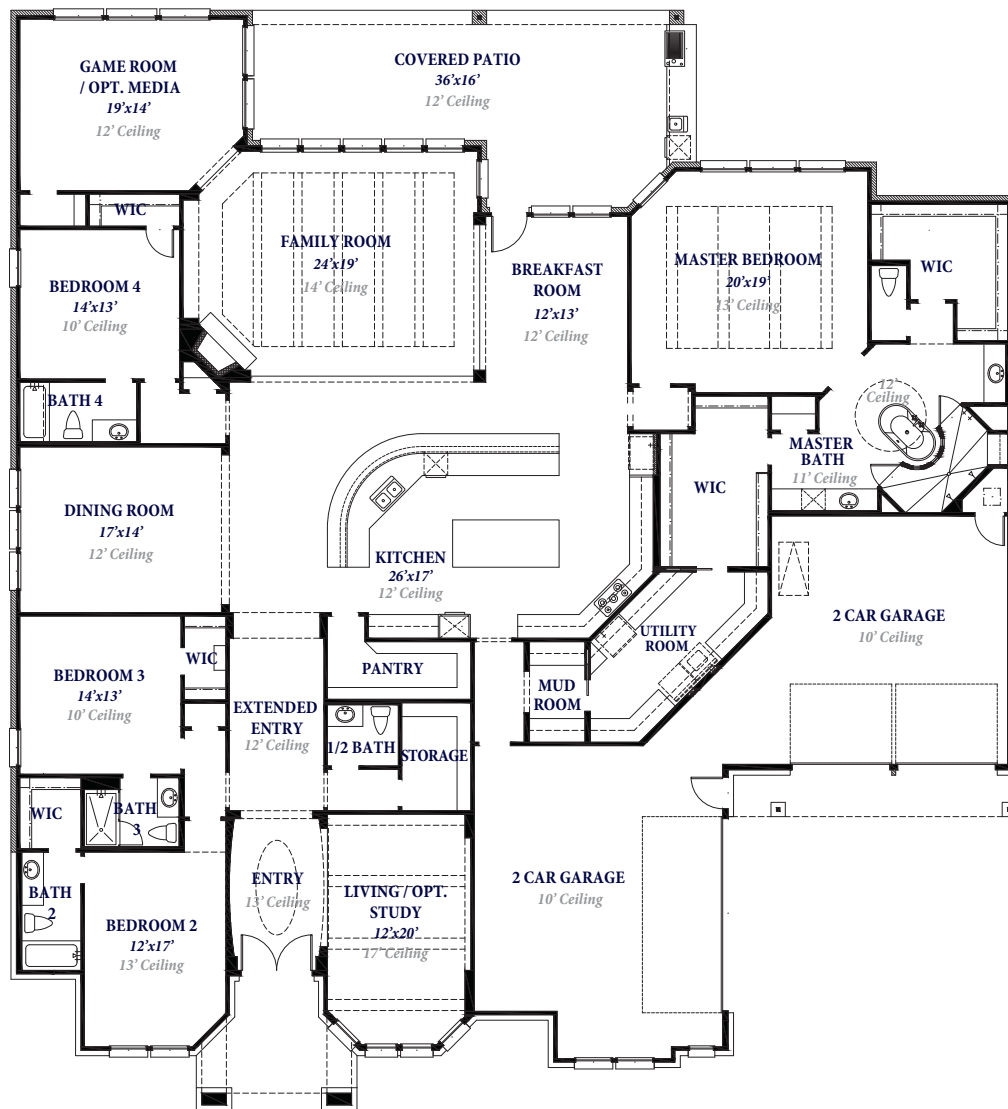 GAME ROOM
/ OPT. MEDIA
19'x14'
12' Ceiling
COVERED PATIO
36'x16'
12' Ceiling
WIC
FAMILY ROOM
24'x19'
14' Ceiling
BREAKFAST
ROOM
12'x13'
12' Ceiling
MASTER BEDROOM
20'x19'
13' Ceiling
WIC
BEDROOM 4
14'x13'
10' Ceiling
BATH 4
12'
Ceiling
MASTER
BATH
11' Ceiling
WIC
DINING ROOM
17'x14'
12' Ceiling
KITCHEN
26'x17'
12' Ceiling
2 CAR GARAGE
10' Ceiling
UTILITY
ROOM
PANTRY
MUD
ROOM
WIC
BEDROOM 3
14'x13'
10' Ceiling
EXTENDED
ENTRY
12' Ceiling
1/2 BATH
STORAGE
WIC
BATH
3
BATH
2
BEDROOM 2
12'x17'
13' Ceiling
ENTRY
13' Ceiling
LIVING / OPT.
STUDY
12'x20'
17' Ceiling
2 CAR GARAGE
10' Ceiling